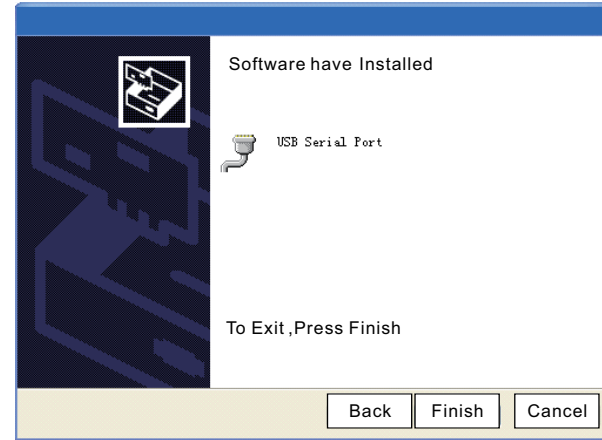 Software have Installed
USB Serial Port
To Exit ,Press Finish
Back Finish Cancel